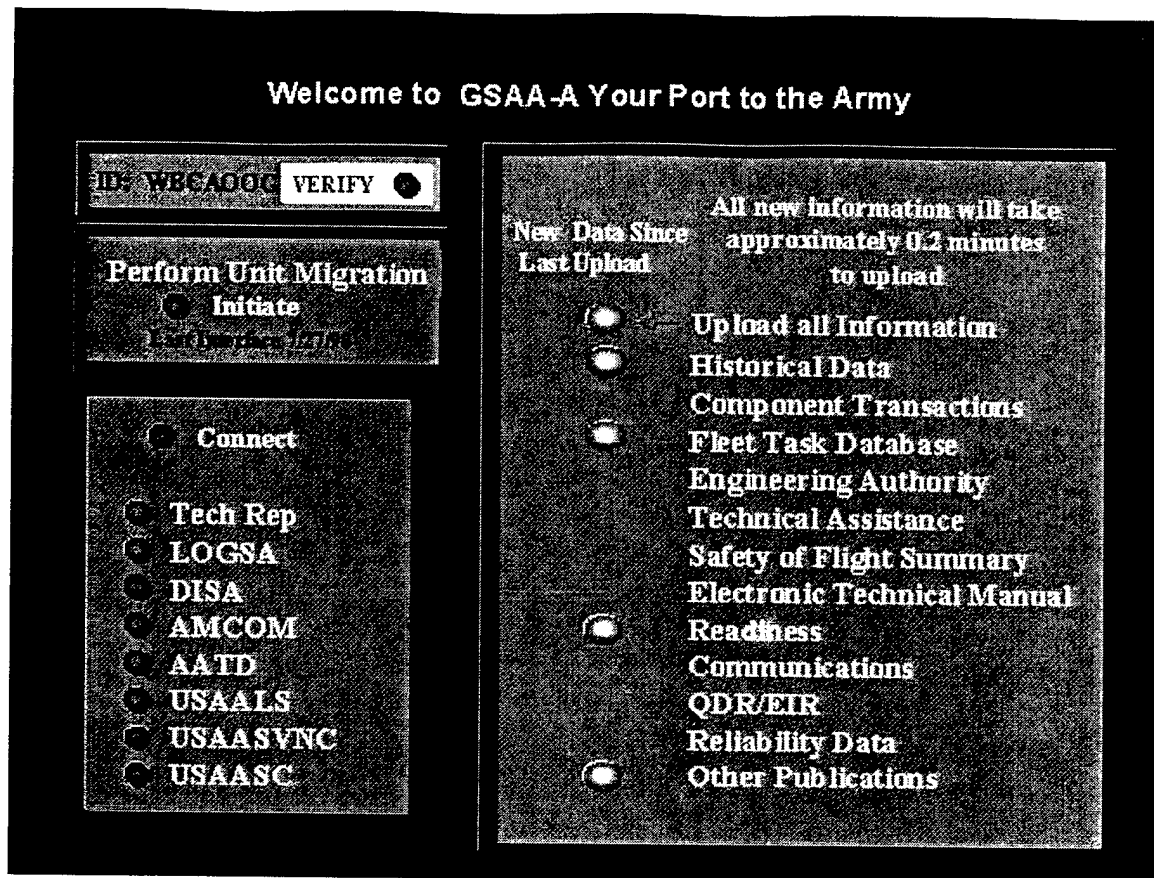 Welcome to GSAA-A Your Port to the Army
ID: WBCAOOG VERIFY
Perform Unit Migration
Initiate
Last Interface
Connect
Tech Rep
LOGSA
DISA
AMCOM
AATD
USAALS
USAASVNC
USAASC
All new information will take
approximately 0.2 minutes
to upload
New Data Since
Last Upload
Upload all Information
Historical Data
Component Transactions
Fleet Task Database
Engineering Authority
Technical Assistance
Safety of Flight Summary
Electronic Technical Manual
Readiness
Communications
QDR/EIR
Reliability Data
Other Publications